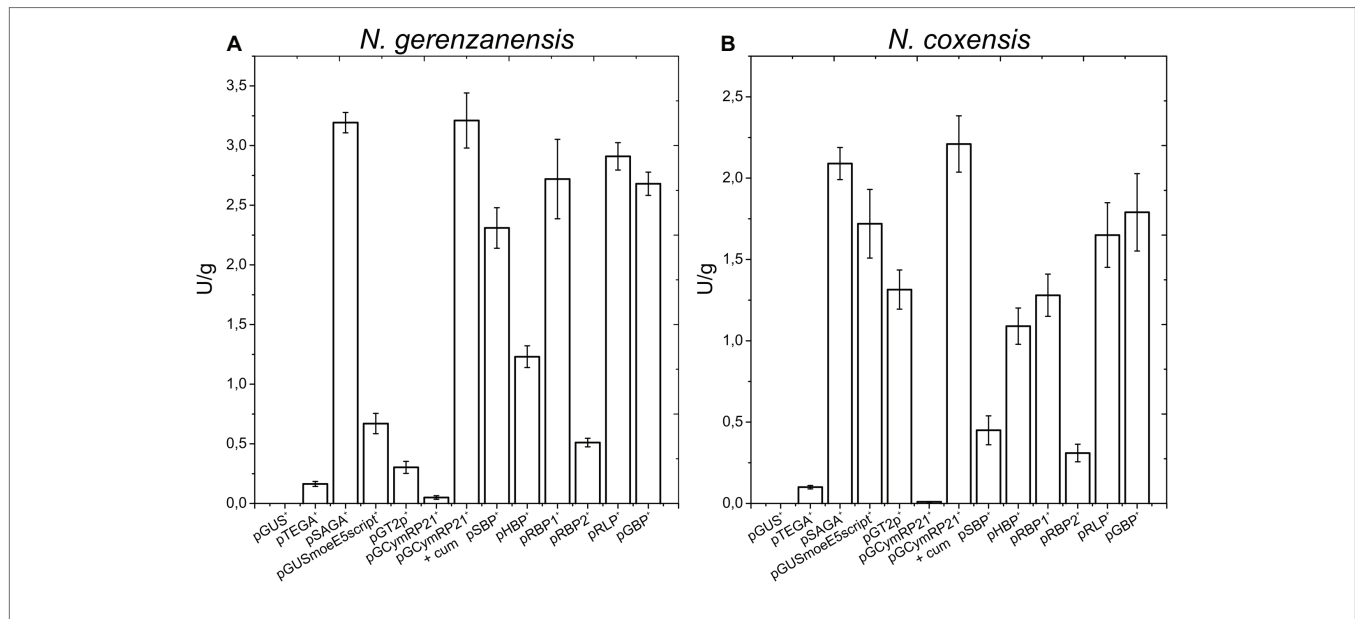 A
N. gerenzanensis
U/g
3,5
3,0
2,5
2,0
1,5
1,0
0,5
0,0
pGUS*
pTEGA*
pSAGA*
pGUSmoeE5script*
pGT2p*
pGCymRP21*
pGCymRP21*
+ cum
pSBP*
pHBP*
pRBP1*
pRBP2*
pRLP*
pGBP*
B
N. coxensis
U/g
2,5
2,0
1,5
1,0
0,5
0,0
pGUS*
pTEGA*
pSAGA*
pGUSmoeE5script*
pGT2p*
pGCymRP21*
pGCymRP21*
+ cum
pSBP*
pHBP*
pRBP1*
pRBP2*
pRLP*
pGBP*